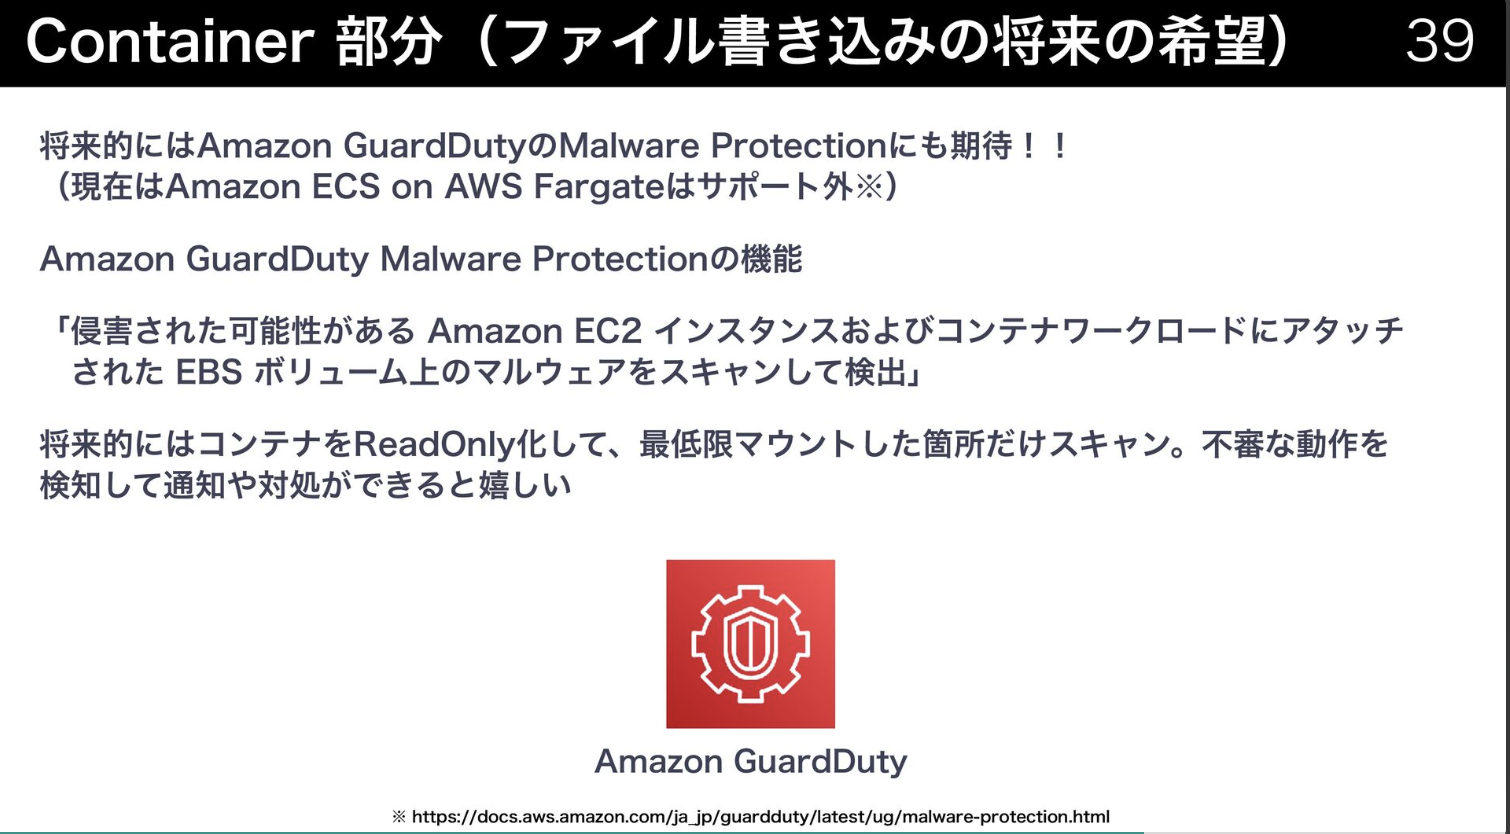 Container 部分（ファイル書き込みの将来の希望） 39
将来的にはAmazon GuardDutyのMalware Protectionにも期待！！
（現在はAmazon ECS on AWS Fargateはサポート外※）
Amazon GuardDuty Malware Protectionの機能
「侵害された可能性がある Amazon EC2 インスタンスおよびコンテナワークロードにアタッチ
された EBS ボリューム上のマルウェアをスキャンして検出」
将来的にはコンテナをReadOnly化して、最低限マウントした箇所だけスキャン。不審な動作を
検知して通知や対処ができると嬉しい
Amazon GuardDuty
※ https://docs.aws.amazon.com/ja_jp/guardduty/latest/ug/malware-protection.html